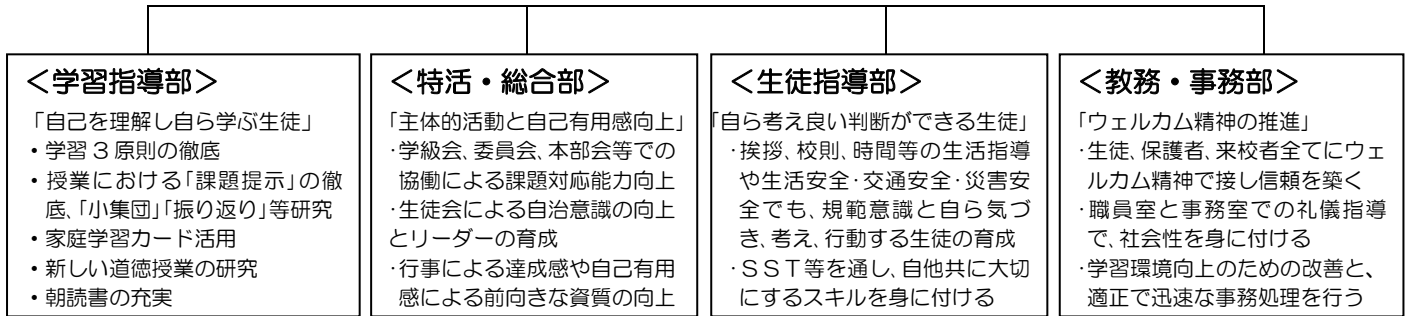 ＜学習指導部＞
「自己を理解し自ら学ぶ生徒」
・学習３原則の徹底
・授業における「課題提示」の徹
底、「小集団」「振り返り」等研究
・家庭学習カード活用
・新しい道徳授業の研究
・朝読書の充実
＜特活・総合部＞
「主体的活動と自己有用感向上」
・学級会、委員会、本部会等での
協働による課題対応能力向上
・生徒会による自治意識の向上
とリーダーの育成
・行事による達成感や自己有用
感による前向きな資質の向上
＜生徒指導部＞
「自ら考え良い判断ができる生徒」
・挨拶、校則、時間等の生活指導
や生活安全・交通安全・災害安
全でも、規範意識と自ら気づ
き、考え、行動する生徒の育成
・ＳＳＴ等を通し、自他共に大切
にするスキルを身に付ける
＜教務・事務部＞
「ウェルカム精神の推進」
・生徒、保護者、来校者全てにウェ
ルカム精神で接し信頼を築く
・職員室と事務室での礼儀指導
で、社会性を身に付ける
・学習環境向上のための改善と、
適正で迅速な事務処理を行う